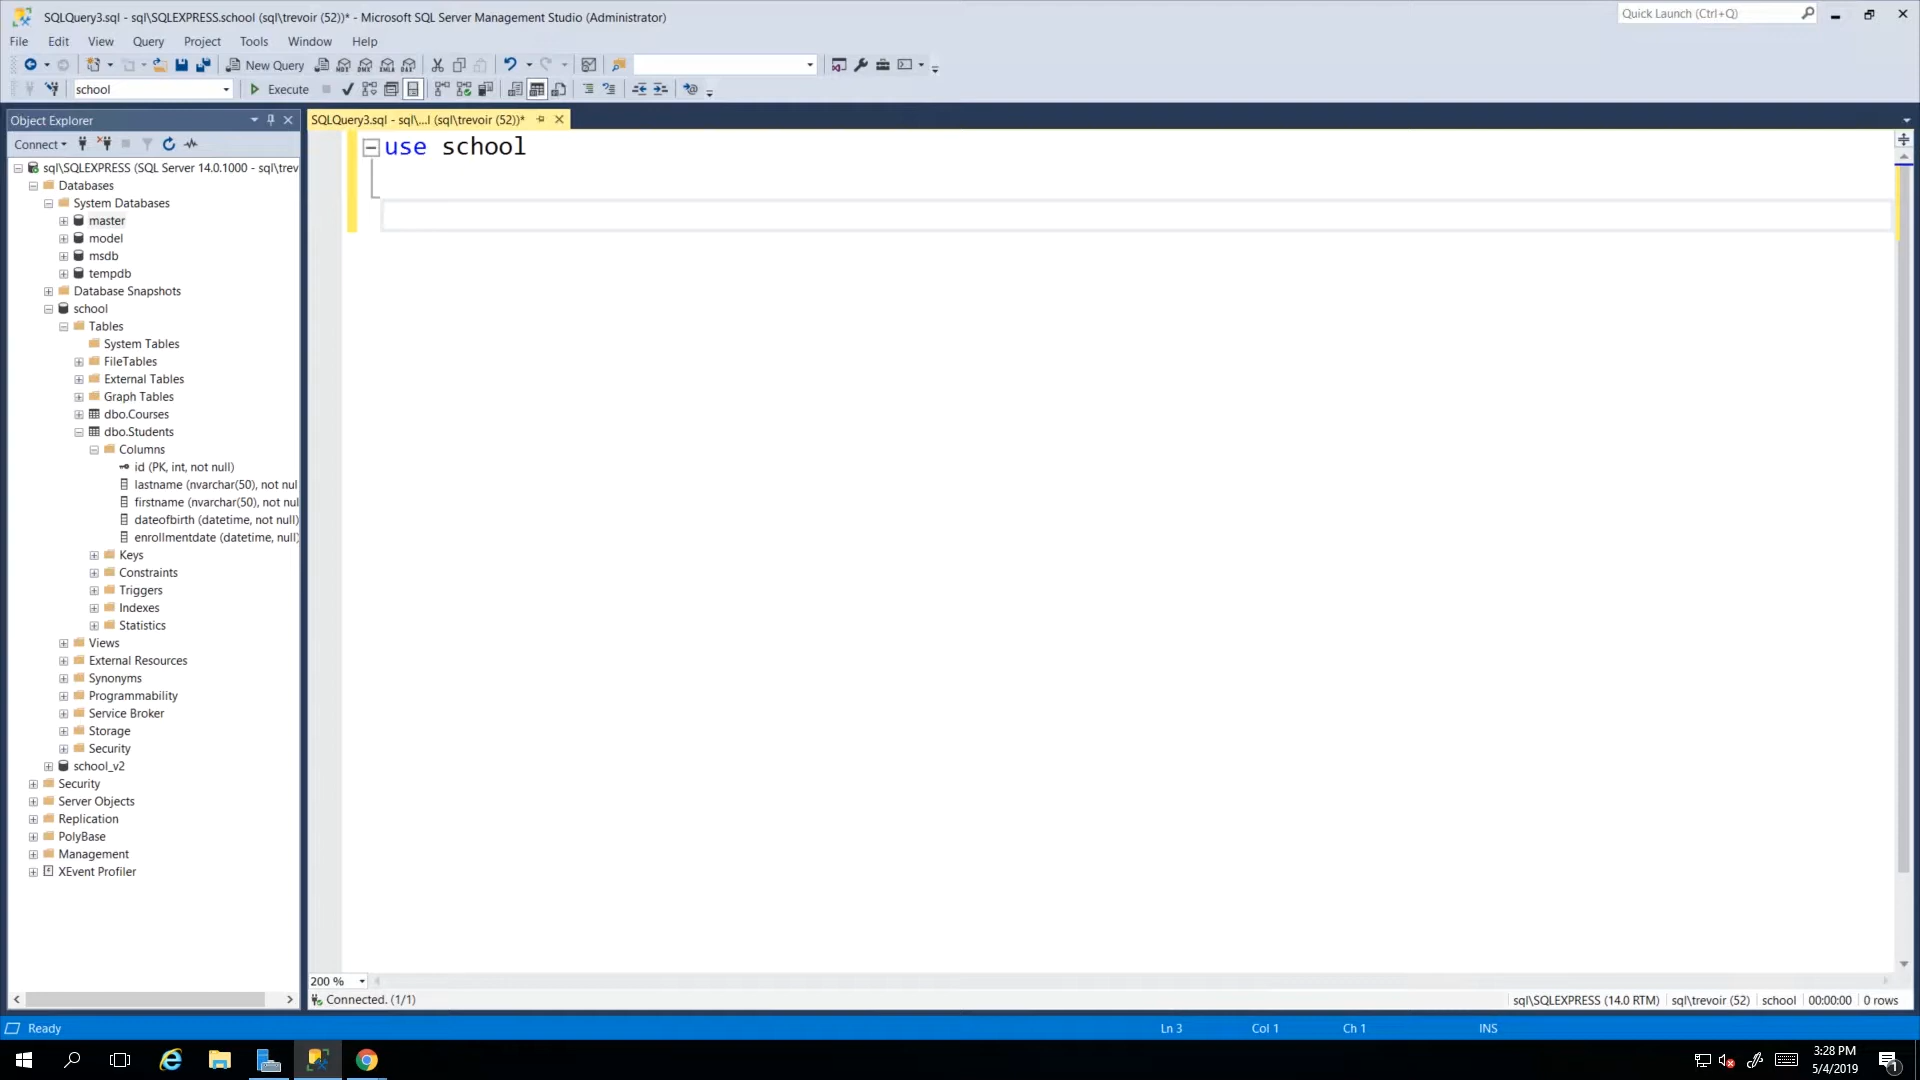 SQLQuery3.sql - sql\SQLEXPRESS.school (sql\trevoir (52))* - Microsoft SQL Server Management Studio (Administrator)
Quick Launch (Ctrl+Q)
File Edit View Query Project Tools Window Help
New Query
school Execute
Object Explorer
SQLQuery3.sql - sql\...l (sql\trevoir (52))*
Connect
use school
sql\SQLEXPRESS (SQL Server 14.0.1000 - sql\trev
Databases
System Databases
master
model
msdb
tempdb
Database Snapshots
school
Tables
System Tables
FileTables
External Tables
Graph Tables
dbo.Courses
dbo.Students
Columns
id (PK, int, not null)
lastname (nvarchar(50), not nul
firstname (nvarchar(50), not nul
dateofbirth (datetime, not null)
enrollmentdate (datetime, null)
Keys
Constraints
Triggers
Indexes
Statistics
Views
External Resources
Synonyms
Programmability
Service Broker
Storage
Security
school_v2
Security
Server Objects
Replication
PolyBase
Management
XEvent Profiler
200 %
Connected. (1/1)
sql\SQLEXPRESS (14.0 RTM) sql\trevoir (52) school 00:00:00 0 rows
Ready
Ln 3 Col 1 Ch 1 INS
3:28 PM
5/4/2019
1